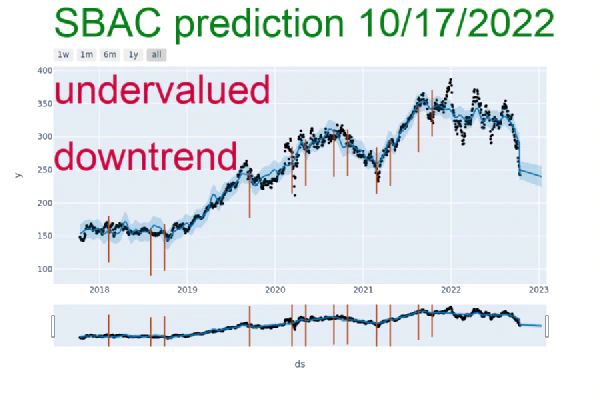 SBAC prediction 10/17/2022
1w 1m 6m 1y all
400
undervalued
350
300
downtrend
250
200
150
100
y
2018 2019 2020 2021 2022 2023
ds